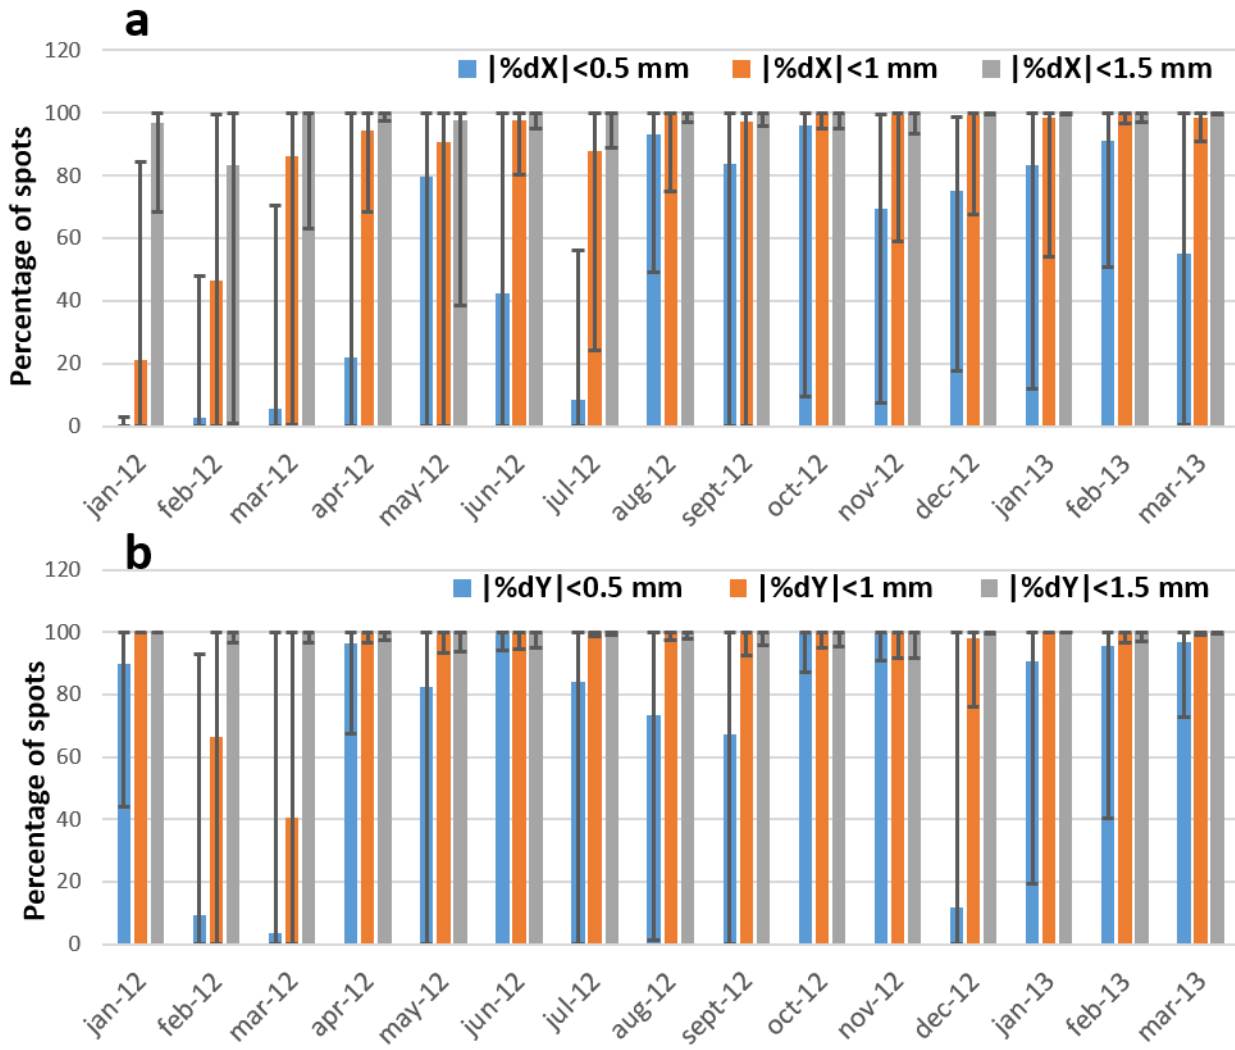 a
120
|%dX|<0.5 mm |%dX|<1 mm |%dX|<1.5 mm
100
80
60
40
20
0
Percentage of spots
jan-12 feb-12 mar-12 apr-12 may-12 jun-12 jul-12 aug-12 sept-12 oct-12 nov-12 dec-12 jan-13 feb-13 mar-13
b
120
|%dY|<0.5 mm |%dY|<1 mm |%dY|<1.5 mm
100
80
60
40
20
0
Percentage of spots
jan-12 feb-12 mar-12 apr-12 may-12 jun-12 jul-12 aug-12 sept-12 oct-12 nov-12 dec-12 jan-13 feb-13 mar-13